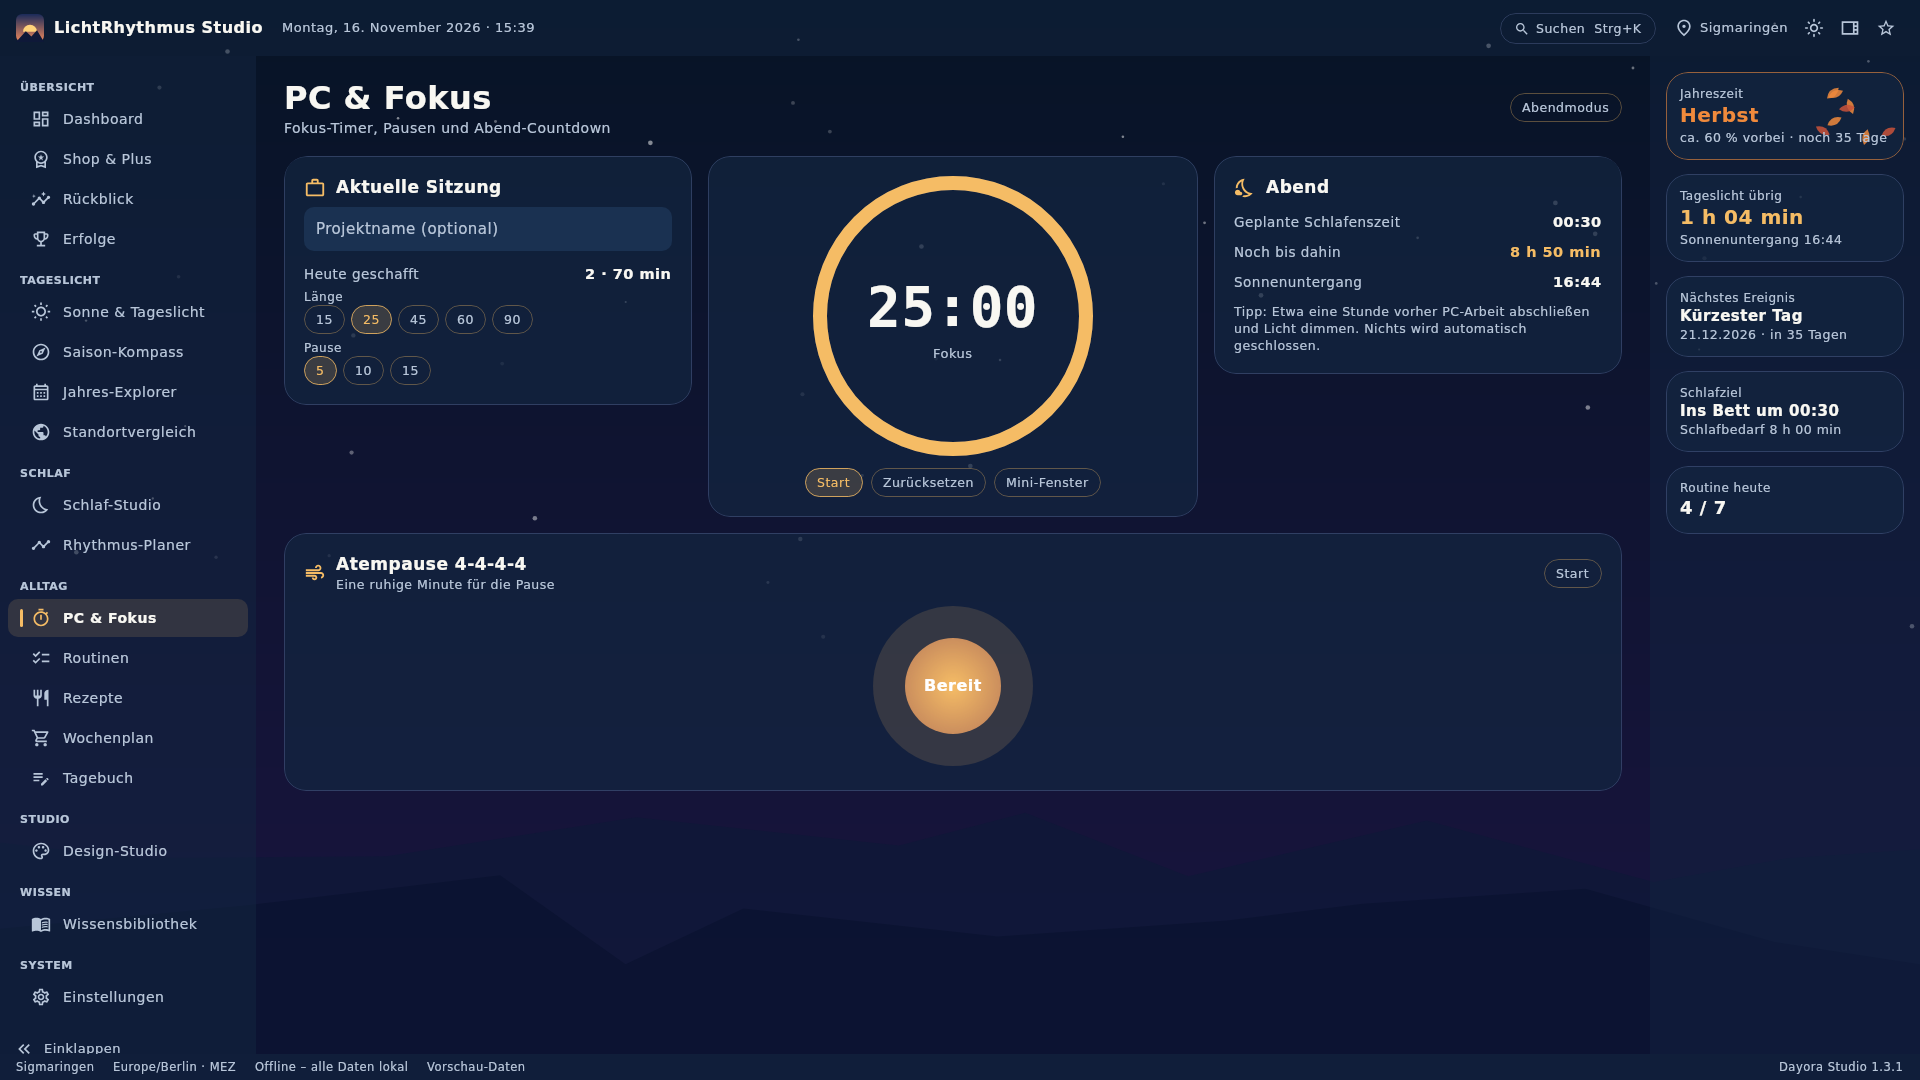 LichtRhythmus Studio
Montag, 16. November 2026 · 15:39
Suchen Strg+K
Sigmaringen
ÜBERSICHT
Dashboard
Shop & Plus
Rückblick
Erfolge
TAGESLICHT
Sonne & Tageslicht
Saison-Kompass
Jahres-Explorer
Standortvergleich
SCHLAF
Schlaf-Studio
Rhythmus-Planer
ALLTAG
PC & Fokus
Routinen
Rezepte
Wochenplan
Tagebuch
STUDIO
Design-Studio
WISSEN
Wissensbibliothek
SYSTEM
Einstellungen
Einklappen
PC & Fokus
Fokus-Timer, Pausen und Abend-Countdown
Abendmodus
Aktuelle Sitzung
Projektname (optional)
Heute geschafft 2 · 70 min
Länge
15 25 45 60 90
Pause
5 10 15
25:00
Fokus
Start Zurücksetzen Mini-Fenster
Abend
Geplante Schlafenszeit 00:30
Noch bis dahin 8 h 50 min
Sonnenuntergang 16:44
Tipp: Etwa eine Stunde vorher PC-Arbeit abschließen
und Licht dimmen. Nichts wird automatisch
geschlossen.
Atempause 4-4-4-4
Eine ruhige Minute für die Pause
Start
Bereit
Jahreszeit
Herbst
ca. 60 % vorbei · noch 35 Tage
Tageslicht übrig
1 h 04 min
Sonnenuntergang 16:44
Nächstes Ereignis
Kürzester Tag
21.12.2026 · in 35 Tagen
Schlafziel
Ins Bett um 00:30
Schlafbedarf 8 h 00 min
Routine heute
4 / 7
Sigmaringen Europe/Berlin · MEZ Offline – alle Daten lokal Vorschau-Daten
Dayora Studio 1.3.1